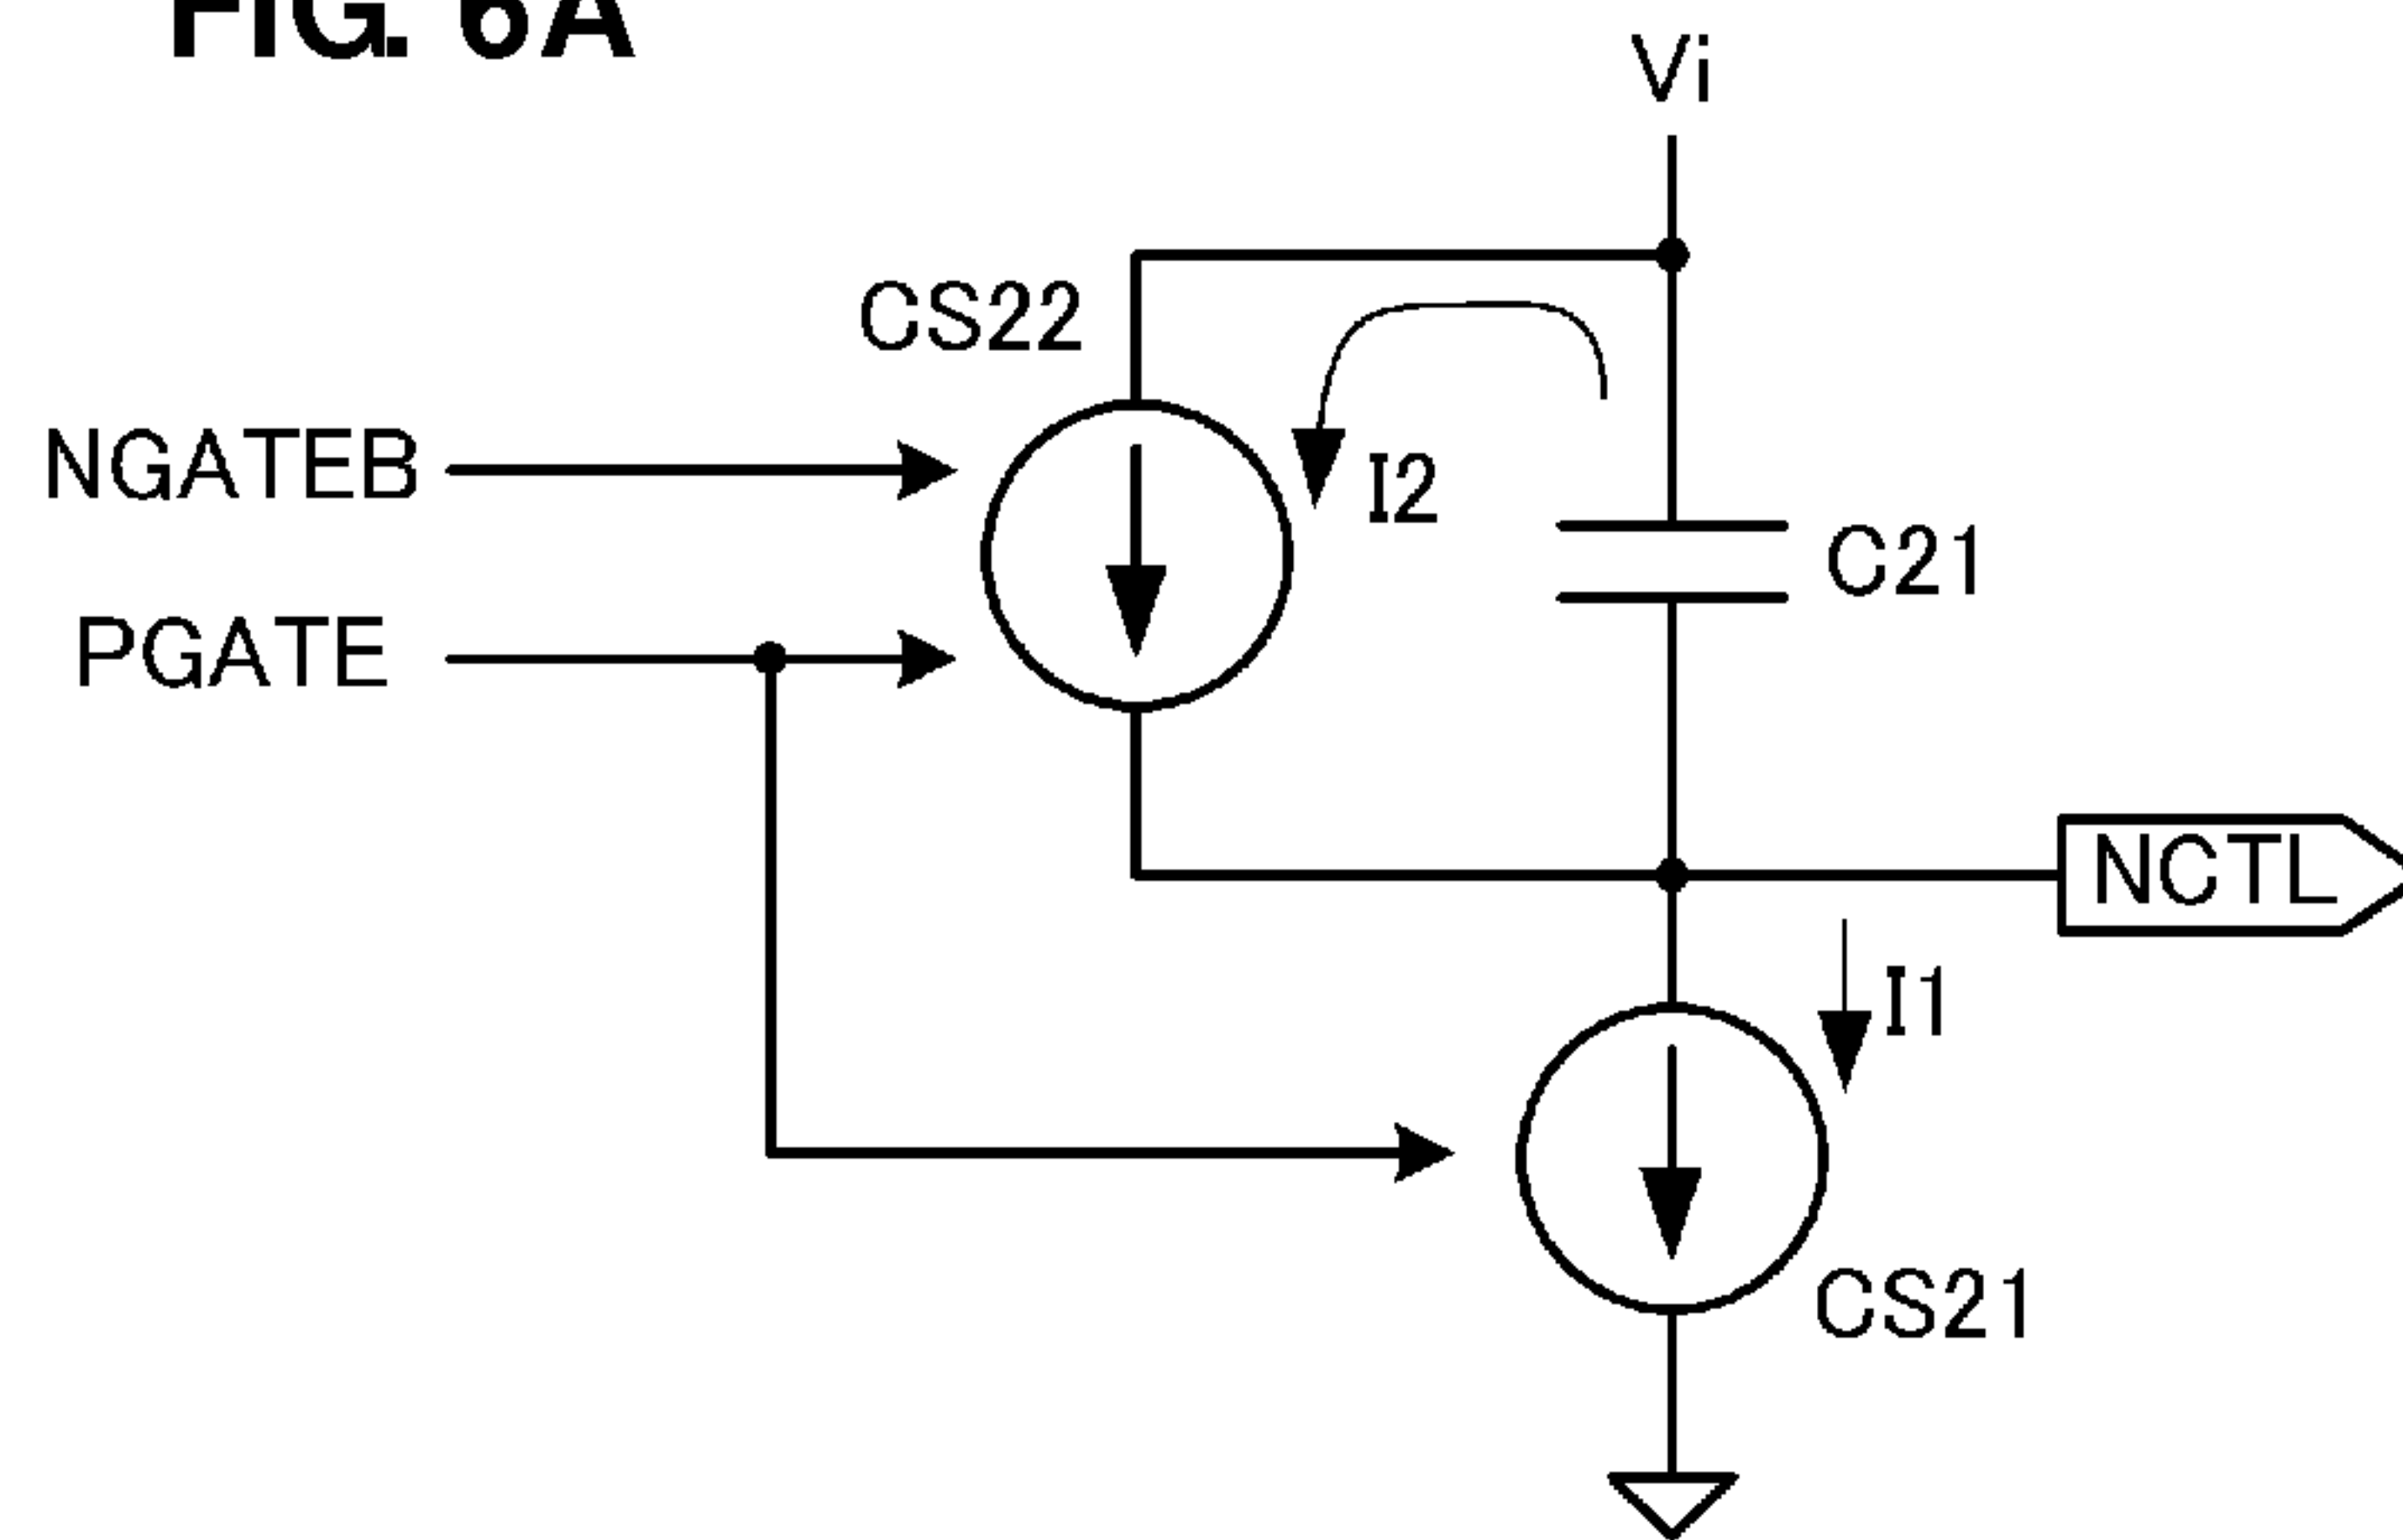 FIG. 6A
Vi
CS22
NGATEB
I2
C21
PGATE
NCTL
I1
CS21